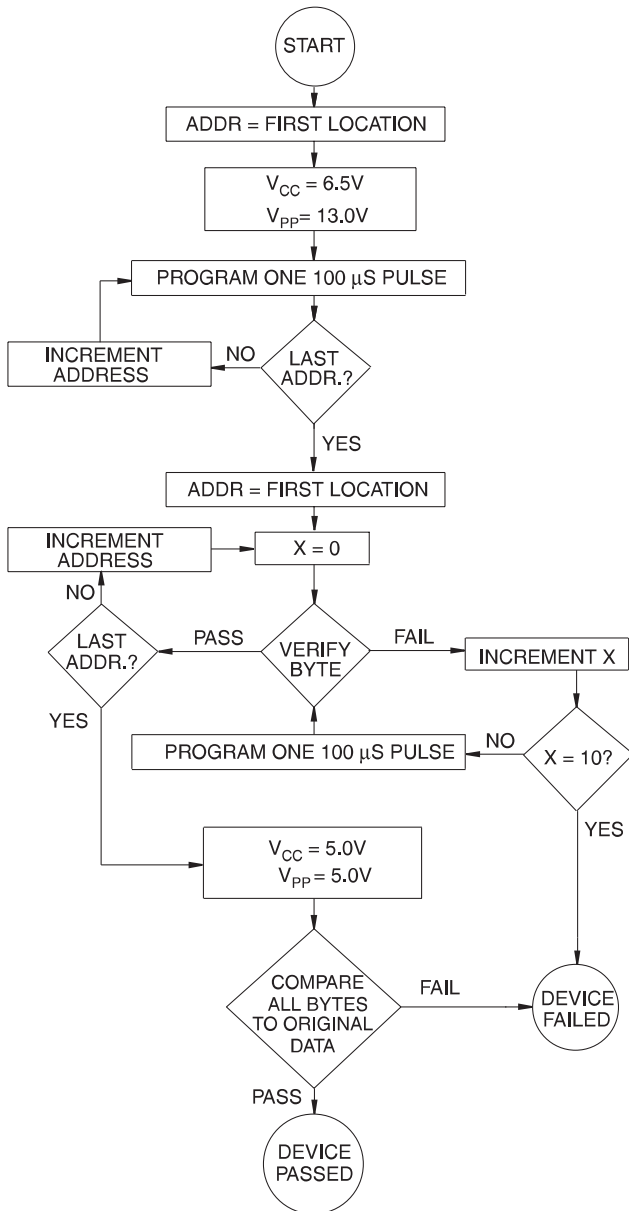 START
ADDR = FIRST LOCATION
VCC = 6.5V
VPP= 13.0V
PROGRAM ONE 100 µS PULSE
INCREMENT
ADDRESS
NO
LAST
ADDR.?
YES
ADDR = FIRST LOCATION
INCREMENT
ADDRESS
X = 0
NO
LAST
ADDR.?
PASS
VERIFY
BYTE
FAIL
INCREMENT X
YES
PROGRAM ONE 100 µS PULSE
NO
X = 10?
YES
VCC = 5.0V
VPP = 5.0V
COMPARE
ALL BYTES
TO ORIGINAL
DATA
FAIL
DEVICE
FAILED
PASS
DEVICE
PASSED